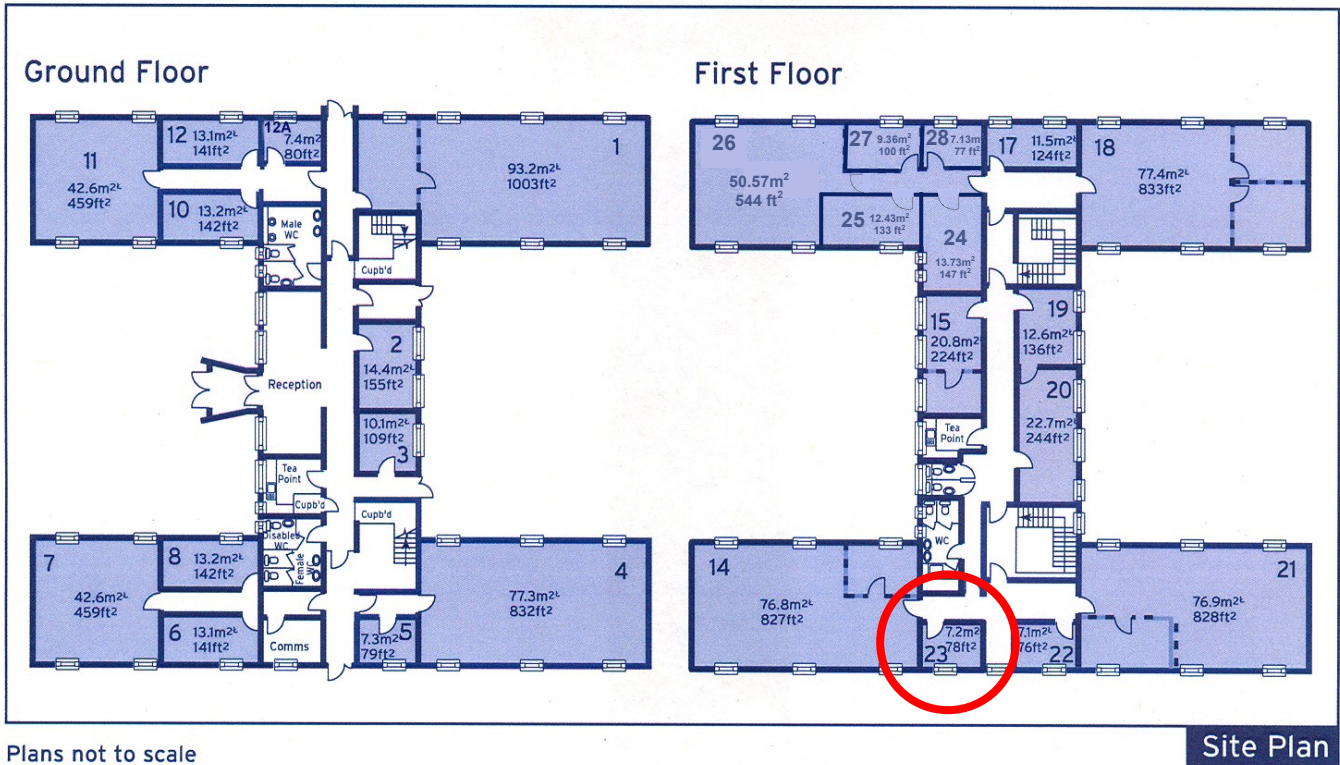 Ground Floor
11
42.6m²
459ft²
12 13.1m²
141ft²
12A
7.4m²
80ft²
10 13.2m²
142ft²
1
93.2m²
1003ft²
Male
WC
Cupb'd
2
14.4m²
155ft²
Reception
10.1m²
109ft²
3
Tea
Point
Cupb'd
Cupb'd
Disabled
WC
Female
WC
7
42.6m²
459ft²
8 13.2m²
142ft²
6 13.1m²
141ft²
Comms
7.3m²
79ft²
5
4
77.3m²
832ft²
First Floor
26
50.57m²
544 ft²
27 9.36m²
100 ft²
28 7.13m²
77 ft²
25 12.43m²
133 ft²
24
13.73m²
147 ft²
17 11.5m²
124ft²
18
77.4m²
833ft²
15
20.8m²
224ft²
19
12.6m²
136ft²
20
22.7m²
244ft²
Tea
Point
WC
14
76.8m²
827ft²
7.2m²
23 78ft²
7.1m²
76ft² 22
21
76.9m²
828ft²
Plans not to scale
Site Plan